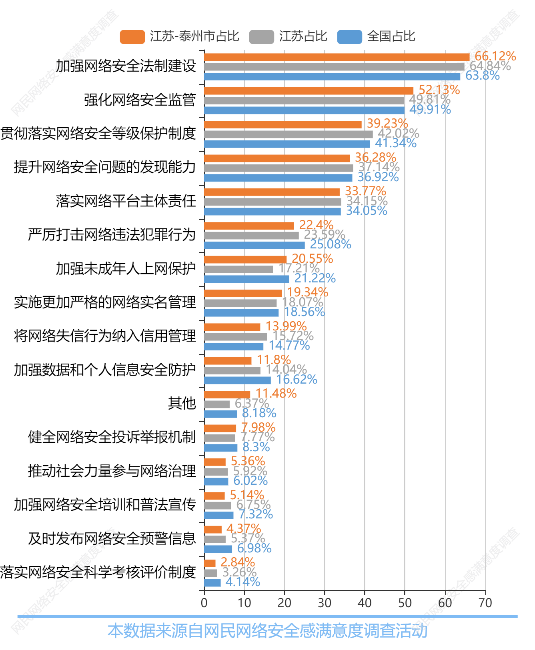 江苏-泰州市占比 江苏占比 全国占比
加强网络安全法制建设 66.12% 64.84% 63.8%
强化网络安全监管 52.13% 49.81% 49.91%
贯彻落实网络安全等级保护制度 39.23% 42.02% 41.34%
提升网络安全问题的发现能力 36.28% 37.14% 36.92%
落实网络平台主体责任 33.77% 34.15% 34.05%
严厉打击网络违法犯罪行为 22.4% 23.59% 25.08%
加强未成年人上网保护 20.55% 17.21% 21.22%
实施更加严格的网络实名管理 19.34% 18.07% 18.56%
将网络失信行为纳入信用管理 13.99% 15.72% 14.77%
加强数据和个人信息安全防护 11.8% 14.04% 16.62%
其他 11.48% 6.37% 8.18%
健全网络安全投诉举报机制 7.98% 7.77% 8.3%
推动社会力量参与网络治理 5.36% 5.92% 6.02%
加强网络安全培训和普法宣传 5.14% 6.75% 7.32%
及时发布网络安全预警信息 4.37% 5.37% 6.98%
落实网络安全科学考核评价制度 2.84% 3.26% 4.14%
0 10 20 30 40 50 60 70
本数据来源自网民网络安全感满意度调查活动